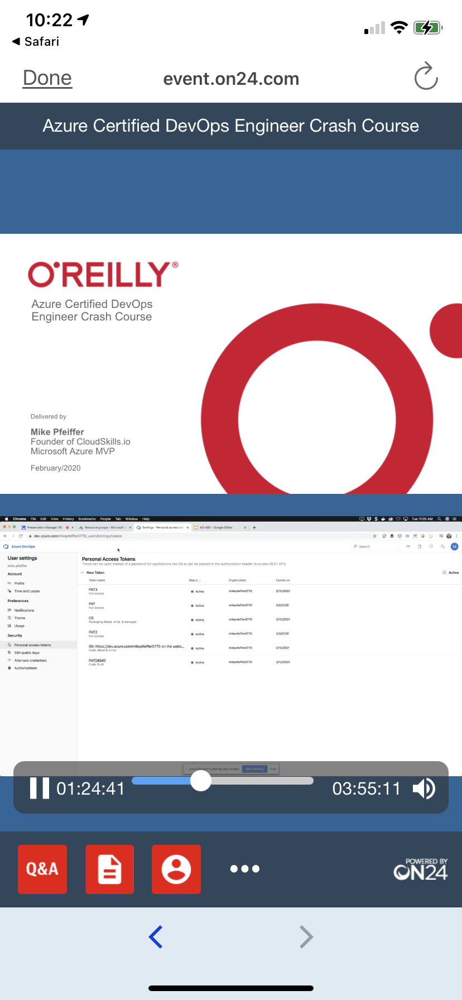 10:22
Safari
Done
event.on24.com
Azure Certified DevOps Engineer Crash Course
O'REILLY®
Azure Certified DevOps
Engineer Crash Course
Delivered by
Mike Pfeiffer
Founder of CloudSkills.io
Microsoft Azure MVP
February/2020
Chrome File Edit View History Bookmarks People Tab Window Help
Tue 11:25 AM
Presentation Manager XD
Resource groups - Microsoft
Settings · Personal access tok
AZ-400 - Google Slides
dev.azure.com/mikepfeiffer0770/_usersSettings/tokens
Azure DevOps
Search
M
User settings
mike.pfeiffer
Account
Profile
Time and Locale
Preferences
Notifications
Theme
Usage
Security
Personal access tokens
SSH public keys
Alternate credentials
Authorizations
Personal Access Tokens
These can be used instead of a password for applications like Git or can be passed in the authorization header to access REST APIs
New Token
Active
Token name Status Organization Expires on
PAT3 Active mikepfeiffer0770 3/10/2020
Full access
PAT Active mikepfeiffer0770 3/2/2020
Full access
CS Active mikepfeiffer0770 3/10/2020
Packaging (Read, write, & manage)
PAT2 Active mikepfeiffer0770 3/3/2020
Full access
Git: https://dev.azure.com/mikepfeiffer0770 on the webs... Active mikepfeiffer0770 2/10/2021
Code (Read & write)
PATDEMO Active mikepfeiffer0770 3/12/2020
Code (Full)
pm.on24.com is sharing your screen. Stop sharing Hide
01:24:41
03:55:11
Q&A
POWERED BY
ON24